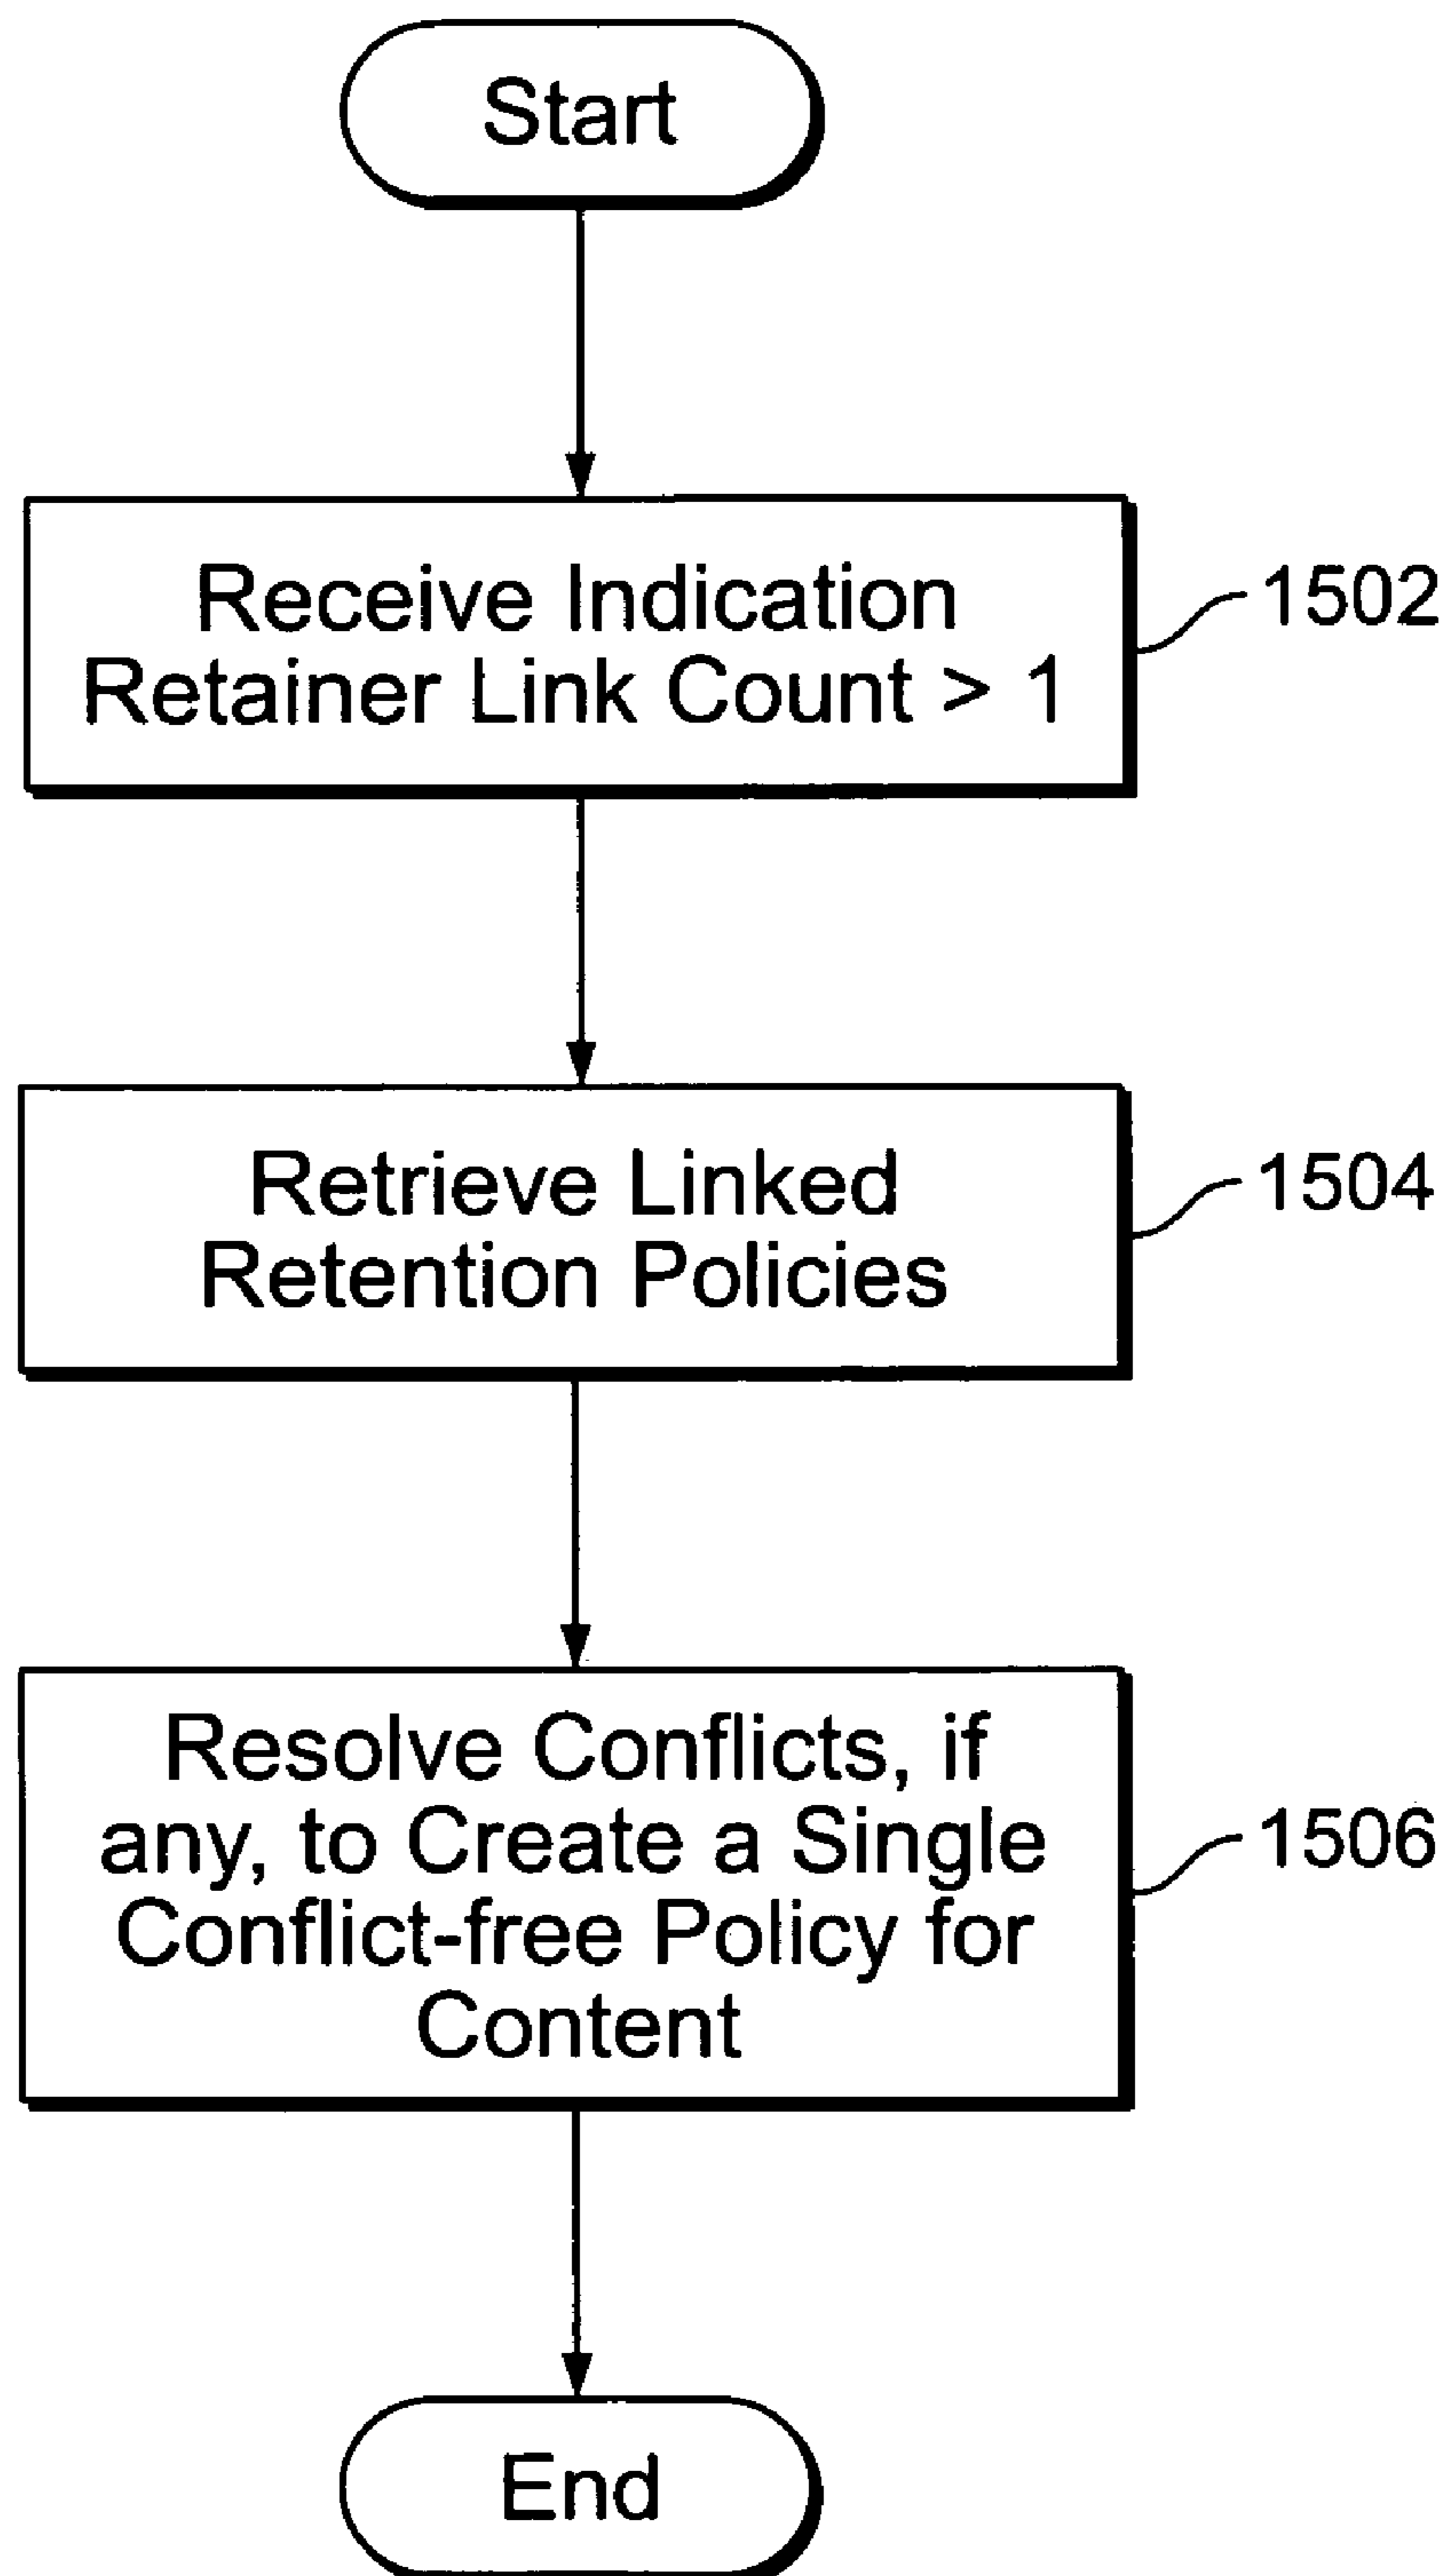 Start
Receive Indication
Retainer Link Count > 1
1502
Retrieve Linked
Retention Policies
1504
Resolve Conflicts, if
any, to Create a Single
Conflict-free Policy for
Content
1506
End